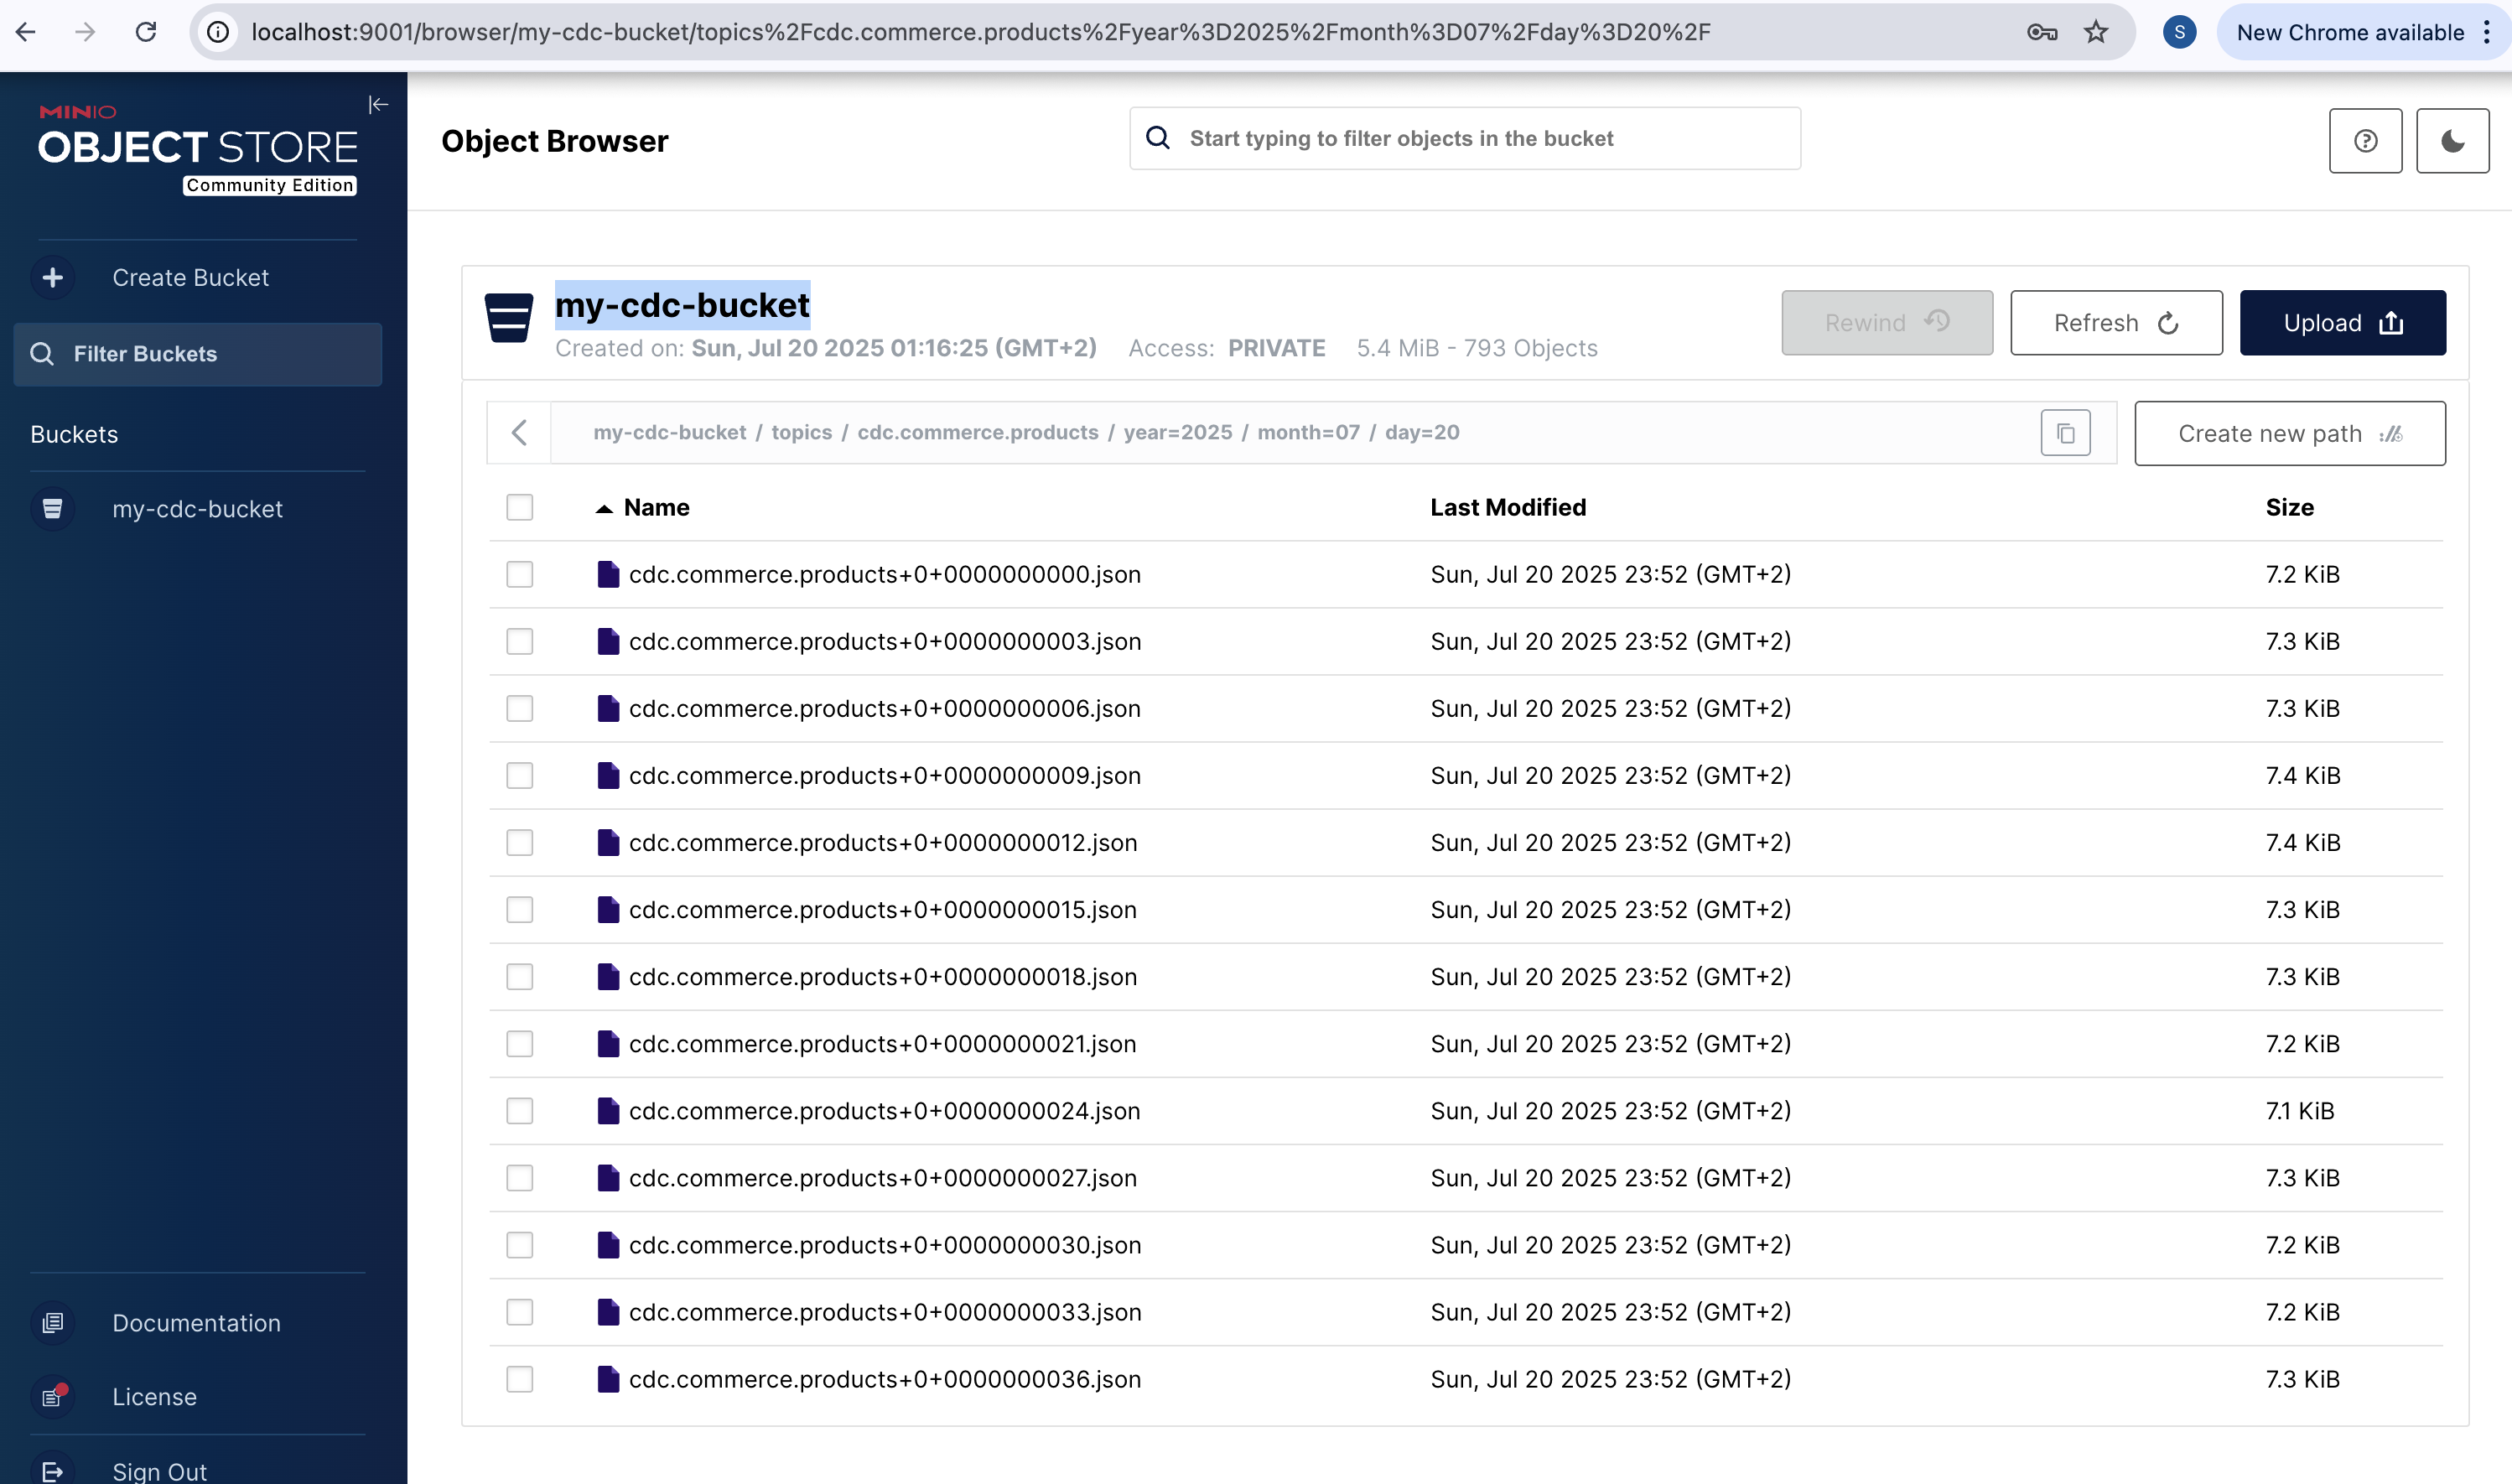 localhost:9001/browser/my-cdc-bucket/topics%2Fcdc.commerce.products%2Fyear%3D2025%2Fmonth%3D07%2Fday%3D20%2F
S
New Chrome available
MINIO
OBJECT STORE
Community Edition
Create Bucket
Filter Buckets
Buckets
my-cdc-bucket
Documentation
License
Sign Out
Object Browser
Start typing to filter objects in the bucket
my-cdc-bucket
Created on: Sun, Jul 20 2025 01:16:25 (GMT+2) Access: PRIVATE 5.4 MiB - 793 Objects
Rewind
Refresh
Upload
my-cdc-bucket / topics / cdc.commerce.products / year=2025 / month=07 / day=20
Create new path
Name Last Modified Size
cdc.commerce.products+0+0000000000.json Sun, Jul 20 2025 23:52 (GMT+2) 7.2 KiB
cdc.commerce.products+0+0000000003.json Sun, Jul 20 2025 23:52 (GMT+2) 7.3 KiB
cdc.commerce.products+0+0000000006.json Sun, Jul 20 2025 23:52 (GMT+2) 7.3 KiB
cdc.commerce.products+0+0000000009.json Sun, Jul 20 2025 23:52 (GMT+2) 7.4 KiB
cdc.commerce.products+0+0000000012.json Sun, Jul 20 2025 23:52 (GMT+2) 7.4 KiB
cdc.commerce.products+0+0000000015.json Sun, Jul 20 2025 23:52 (GMT+2) 7.3 KiB
cdc.commerce.products+0+0000000018.json Sun, Jul 20 2025 23:52 (GMT+2) 7.3 KiB
cdc.commerce.products+0+0000000021.json Sun, Jul 20 2025 23:52 (GMT+2) 7.2 KiB
cdc.commerce.products+0+0000000024.json Sun, Jul 20 2025 23:52 (GMT+2) 7.1 KiB
cdc.commerce.products+0+0000000027.json Sun, Jul 20 2025 23:52 (GMT+2) 7.3 KiB
cdc.commerce.products+0+0000000030.json Sun, Jul 20 2025 23:52 (GMT+2) 7.2 KiB
cdc.commerce.products+0+0000000033.json Sun, Jul 20 2025 23:52 (GMT+2) 7.2 KiB
cdc.commerce.products+0+0000000036.json Sun, Jul 20 2025 23:52 (GMT+2) 7.3 KiB